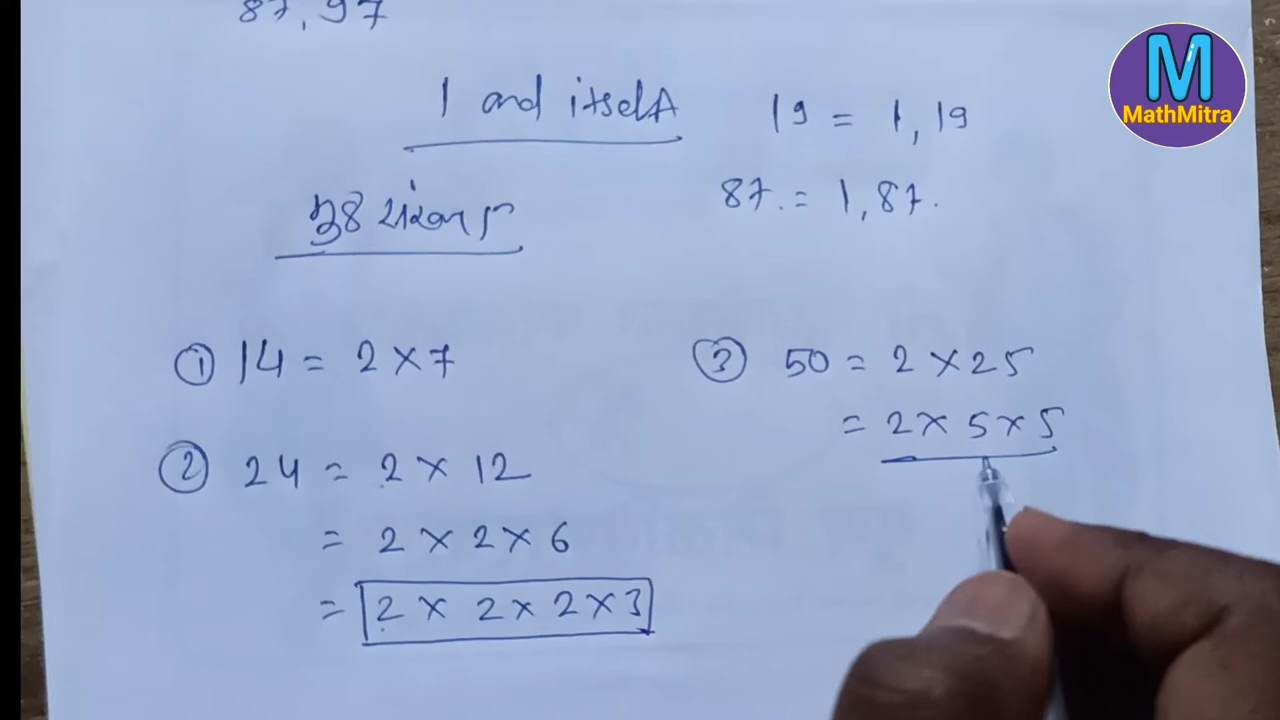 87, 97
1 and itself
19 = 1, 19
87. = 1, 87.
મુળ સંખ્યા
① 14 = 2 × 7
② 24 = 2 × 12
= 2 × 2 × 6
= 2 × 2 × 2 × 3
③ 50 = 2 × 25
= 2 × 5 × 5
M
MathMitra